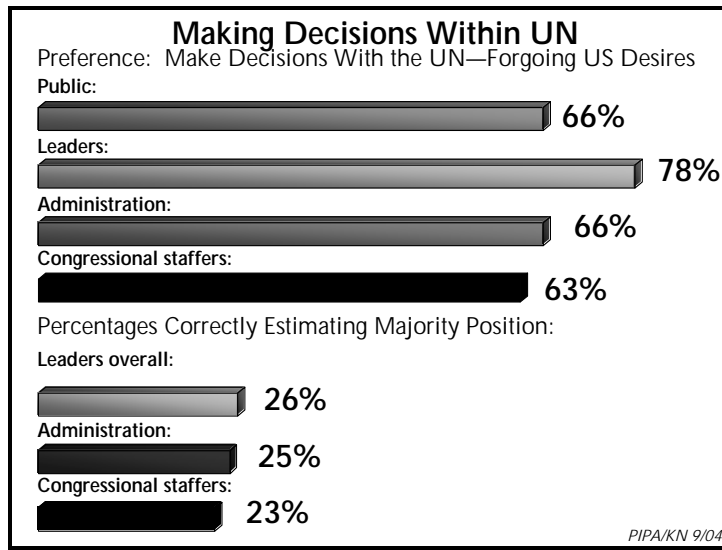 Making Decisions Within UN
Preference: Make Decisions With the UN—Forgoing US Desires
Public:
66%
Leaders:
78%
Administration:
66%
Congressional staffers:
63%
Percentages Correctly Estimating Majority Position:
Leaders overall:
26%
Administration:
25%
Congressional staffers:
23%
PIPA/KN 9/04